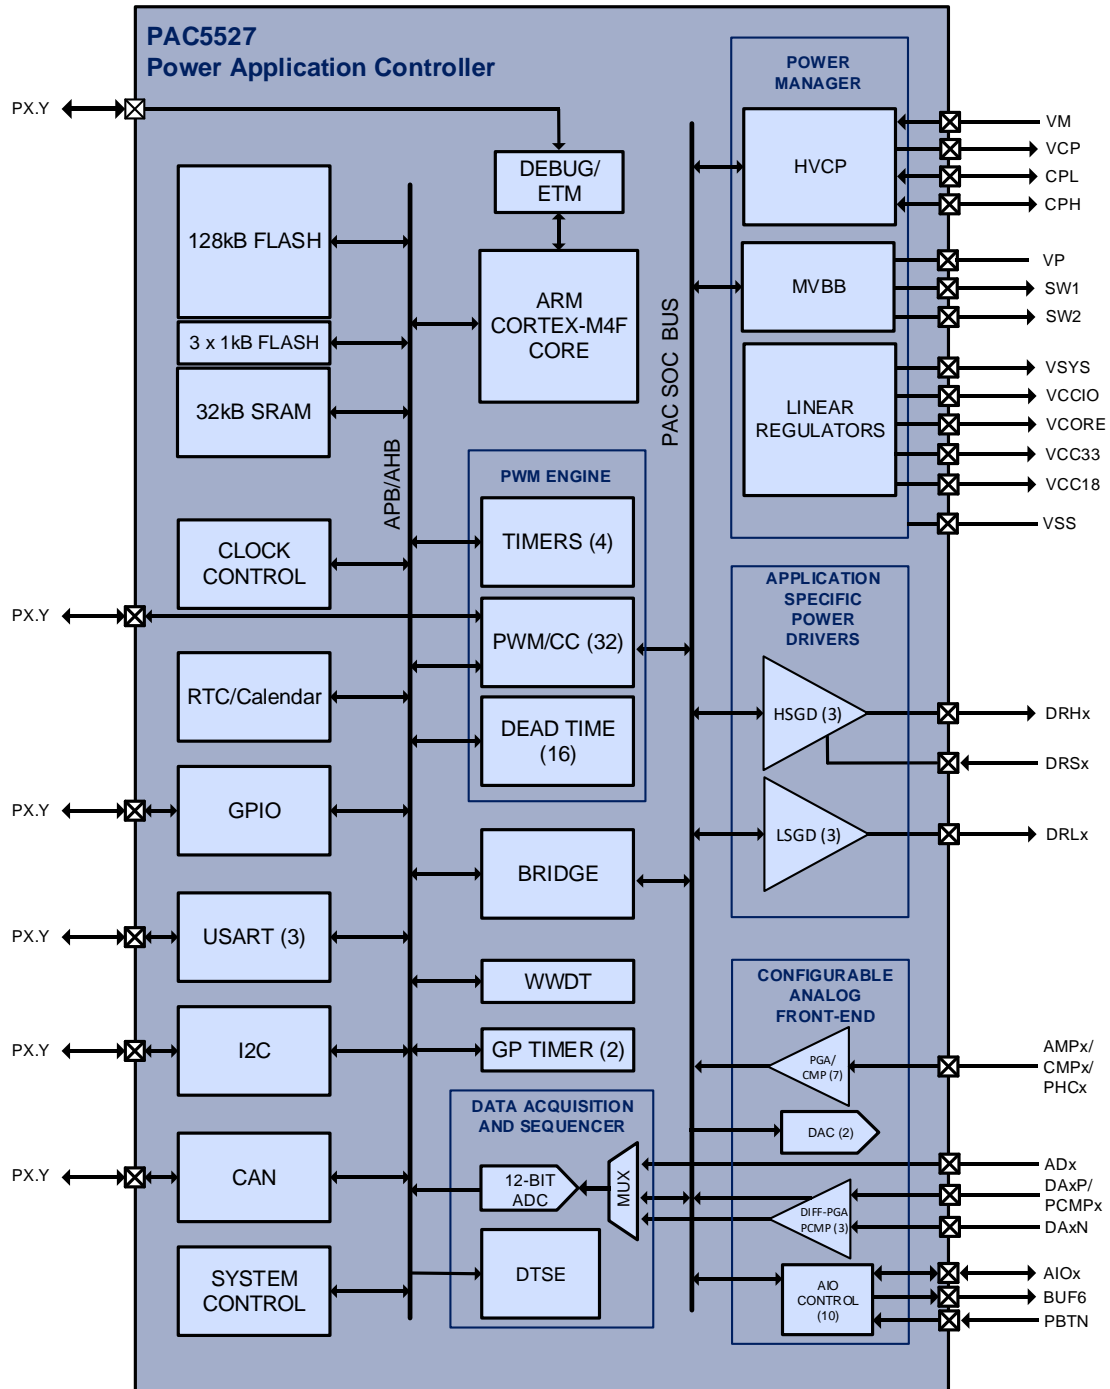 PAC5527
Power Application Controller
PX.Y
DEBUG/
ETM
128kB FLASH
3 x 1kB FLASH
32kB SRAM
ARM
CORTEX-M4F
CORE
APB/AHB
PAC SOC BUS
CLOCK
CONTROL
PX.Y
RTC/Calendar
PX.Y
GPIO
PX.Y
USART (3)
PX.Y
I2C
PX.Y
CAN
SYSTEM
CONTROL
PWM ENGINE
TIMERS (4)
PWM/CC (32)
DEAD TIME
(16)
BRIDGE
WWDT
GP TIMER (2)
DATA ACQUISITION
AND SEQUENCER
12-BIT
ADC
MUX
DTSE
POWER
MANAGER
HVCP
VM
VCP
CPL
CPH
MVBB
VP
SW1
SW2
LINEAR
REGULATORS
VSYS
VCCIO
VCORE
VCC33
VCC18
VSS
APPLICATION
SPECIFIC
POWER
DRIVERS
HSGD (3)
DRHx
DRSx
LSGD (3)
DRLx
CONFIGURABLE
ANALOG
FRONT-END
PGA/
CMP (7)
AMPx/
CMPx/
PHCx
DAC (2)
ADx
DIFF-PGA
PCMP (3)
DAxP/
PCMPx
DAxN
AIO
CONTROL
(10)
AIOx
BUF6
PBTN